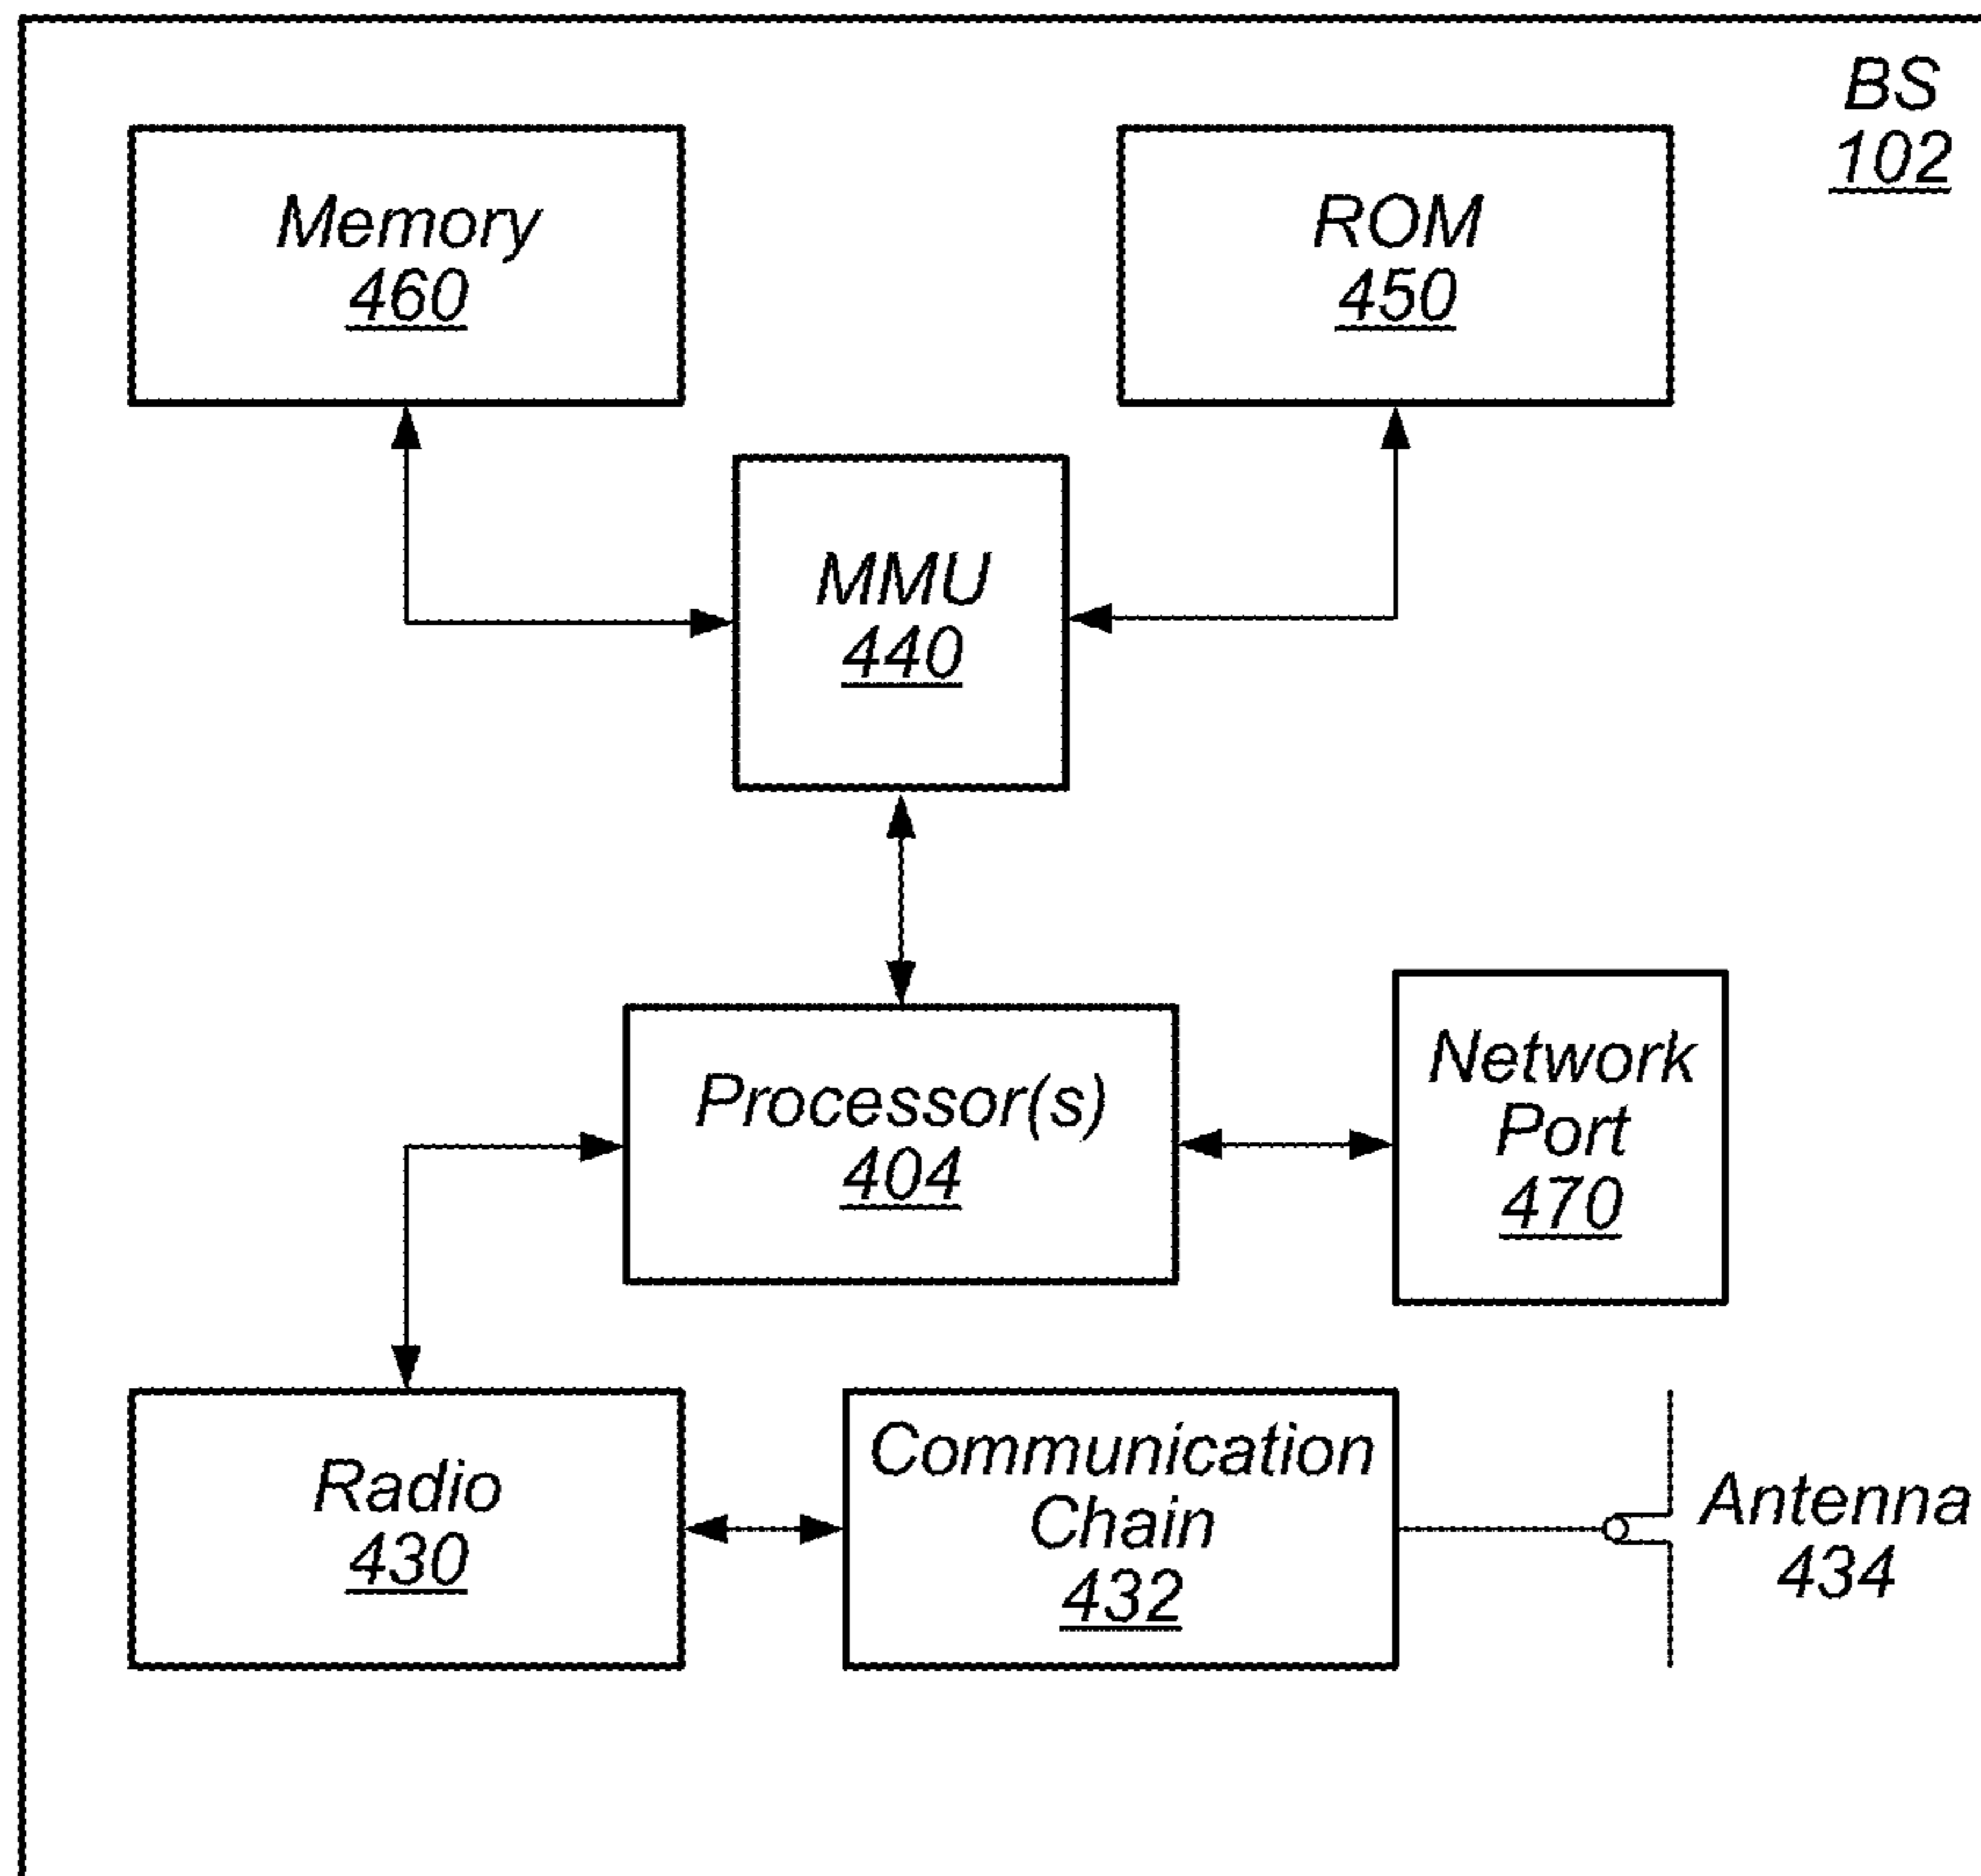 BS
102
Memory
460
ROM
450
MMU
440
Processor(s)
404
Network
Port
470
Radio
430
Communication
Chain
432
Antenna
434